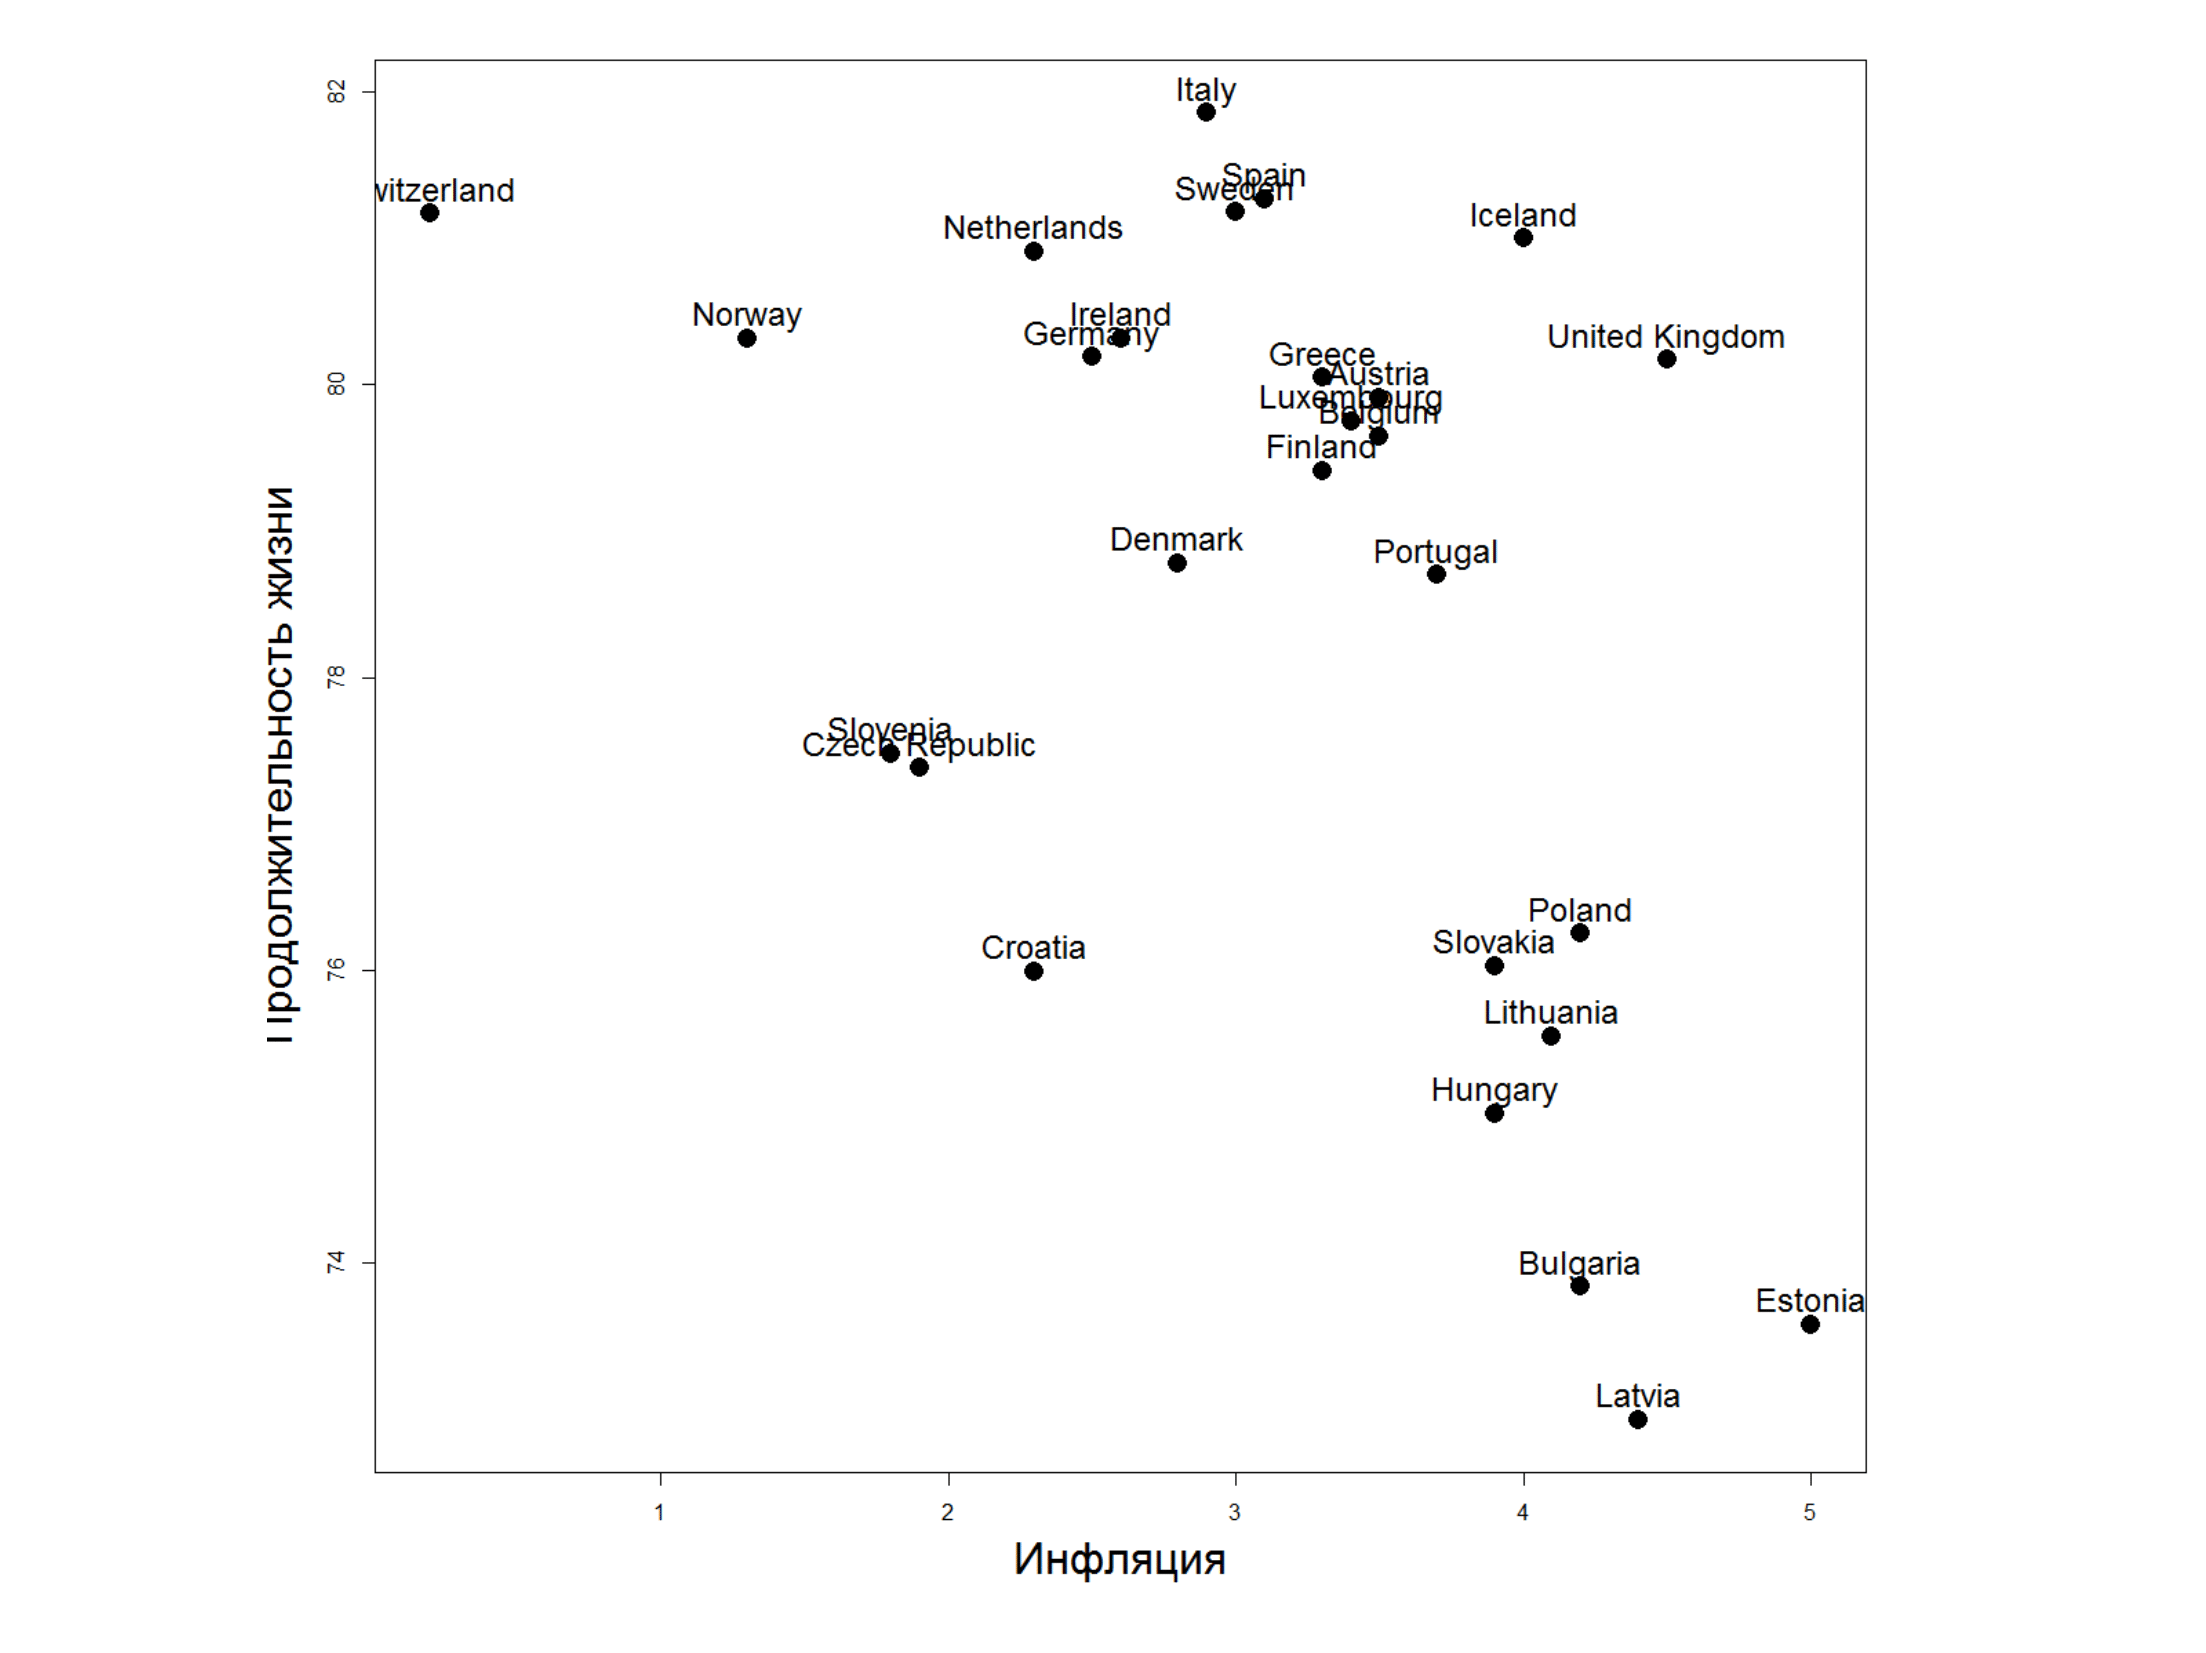 82
Italy
Spain
witzerland
Sweden
Iceland
Netherlands
Norway
Ireland
Germany
United Kingdom
Greece
80
Austria
Luxembourg
Belgium
Finland
Denmark
Portugal
Продолжительность жизни
78
Slovenia
Czech Republic
Poland
Slovakia
Croatia
76
Lithuania
Hungary
74
Bulgaria
Estonia
Latvia
1 2 3 4 5
Инфляция